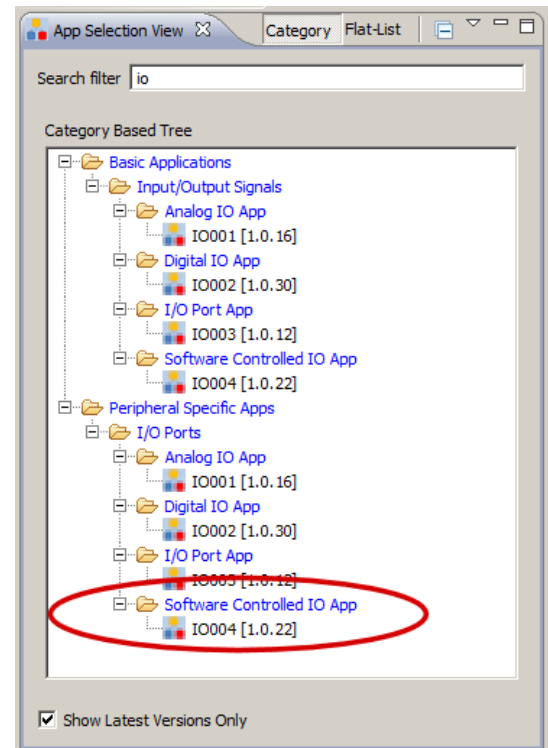 App Selection View Category Flat-List
Search filter io
Category Based Tree
Basic Applications
Input/Output Signals
Analog IO App
IO001 [1.0.16]
Digital IO App
IO002 [1.0.30]
I/O Port App
IO003 [1.0.12]
Software Controlled IO App
IO004 [1.0.22]
Peripheral Specific Apps
I/O Ports
Analog IO App
IO001 [1.0.16]
Digital IO App
IO002 [1.0.30]
I/O Port App
IO003 [1.0.12]
Software Controlled IO App
IO004 [1.0.22]
Show Latest Versions Only